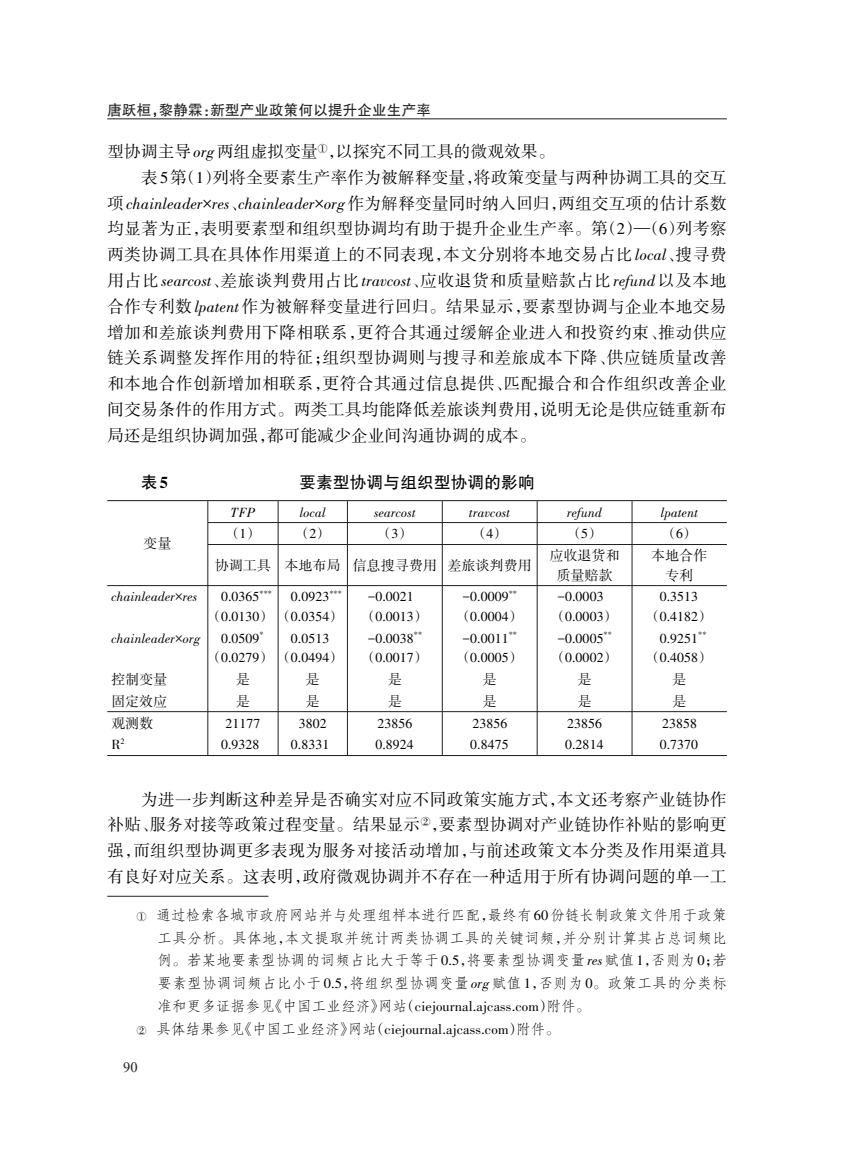 唐跃桓,黎静霖:新型产业政策何以提升企业生产率
型协调主导org两组虚拟变量①,以探究不同工具的微观效果。
表5第(1)列将全要素生产率作为被解释变量,将政策变量与两种协调工具的交互
项chainleader×res、chainleader×org作为解释变量同时纳入回归,两组交互项的估计系数
均显著为正,表明要素型和组织型协调均有助于提升企业生产率。第(2)—(6)列考察
两类协调工具在具体作用渠道上的不同表现,本文分别将本地交易占比local、搜寻费
用占比searcost、差旅谈判费用占比travcost、应收退货和质量赔款占比refund以及本地
合作专利数lpatent作为被解释变量进行回归。结果显示,要素型协调与企业本地交易
增加和差旅谈判费用下降相联系,更符合其通过缓解企业进入和投资约束、推动供应
链关系调整发挥作用的特征;组织型协调则与搜寻和差旅成本下降、供应链质量改善
和本地合作创新增加相联系,更符合其通过信息提供、匹配撮合和合作组织改善企业
间交易条件的作用方式。两类工具均能降低差旅谈判费用,说明无论是供应链重新布
局还是组织协调加强,都可能减少企业间沟通协调的成本。
表5 要素型协调与组织型协调的影响
变量 TFP local searcost travcost refund lpatent
(1) (2) (3) (4) (5) (6)
协调工具 本地布局 信息搜寻费用 差旅谈判费用 应收退货和 本地合作
质量赔款 专利
chainleader×res 0.0365*** 0.0923*** -0.0021 -0.0009** -0.0003 0.3513
(0.0130) (0.0354) (0.0013) (0.0004) (0.0003) (0.4182)
chainleader×org 0.0509* 0.0513 -0.0038** -0.0011** -0.0005** 0.9251**
(0.0279) (0.0494) (0.0017) (0.0005) (0.0002) (0.4058)
控制变量 是 是 是 是 是 是
固定效应 是 是 是 是 是 是
观测数 21177 3802 23856 23856 23856 23858
R² 0.9328 0.8331 0.8924 0.8475 0.2814 0.7370
为进一步判断这种差异是否确实对应不同政策实施方式,本文还考察产业链协作
补贴、服务对接等政策过程变量。结果显示②,要素型协调对产业链协作补贴的影响更
强,而组织型协调更多表现为服务对接活动增加,与前述政策文本分类及作用渠道具
有良好对应关系。这表明,政府微观协调并不存在一种适用于所有协调问题的单一工
① 通过检索各城市政府网站并与处理组样本进行匹配,最终有60份链长制政策文件用于政策
工具分析。具体地,本文提取并统计两类协调工具的关键词频,并分别计算其占总词频比
例。若某地要素型协调的词频占比大于等于0.5,将要素型协调变量res赋值1,否则为0;若
要素型协调词频占比小于0.5,将组织型协调变量org赋值1,否则为0。政策工具的分类标
准和更多证据参见《中国工业经济》网站(ciejournal.ajcass.com)附件。
② 具体结果参见《中国工业经济》网站(ciejournal.ajcass.com)附件。
90